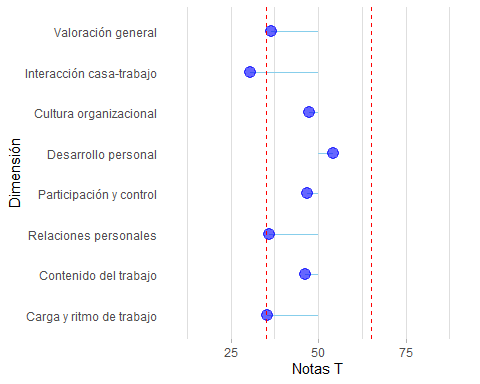 Valoración general
Interacción casa-trabajo
Cultura organizacional
Desarrollo personal
Participación y control
Relaciones personales
Contenido del trabajo
Carga y ritmo de trabajo
Dimensión
25 50 75
Notas T